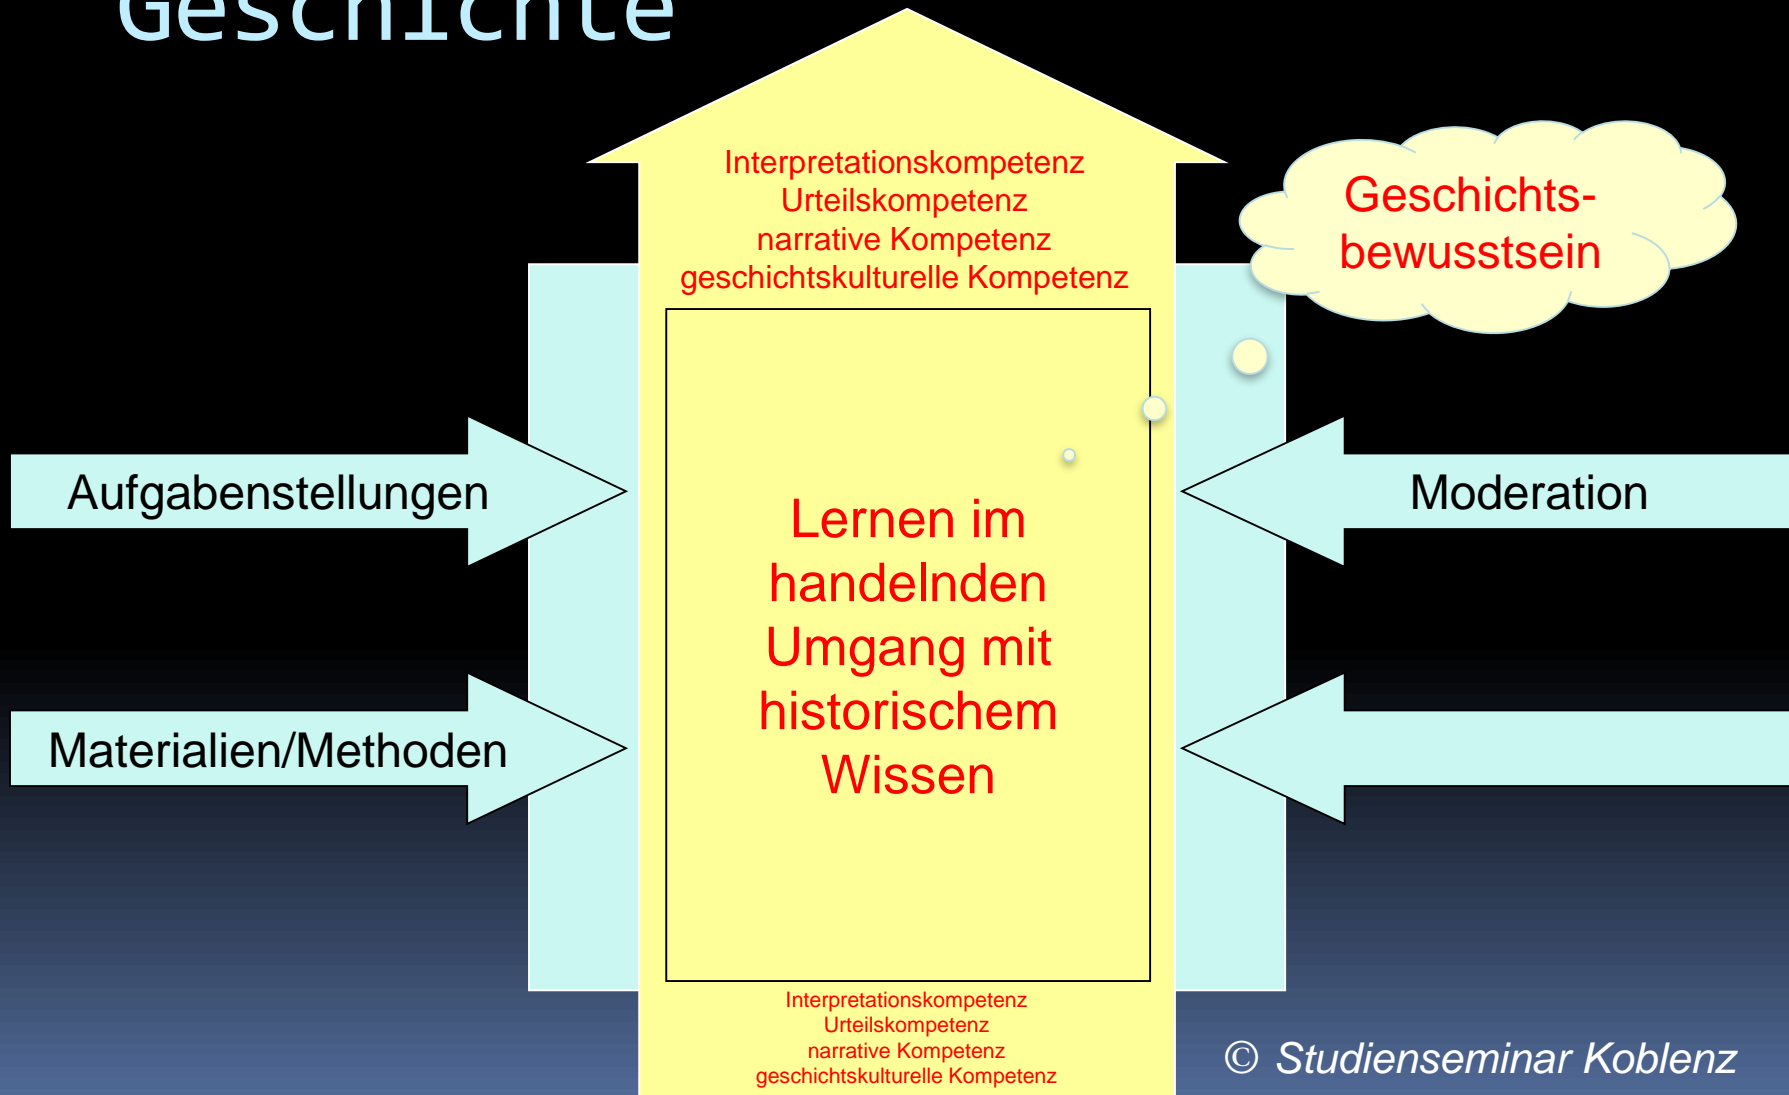 Geschichte
Interpretationskompetenz
Urteilskompetenz
narrative Kompetenz
geschichtskulturelle Kompetenz
Geschichts-
bewusstsein
Aufgabenstellungen
Moderation
Lernen im
handelnden
Umgang mit
historischem
Wissen
Materialien/Methoden
Interpretationskompetenz
Urteilskompetenz
narrative Kompetenz
geschichtskulturelle Kompetenz
© Studienseminar Koblenz